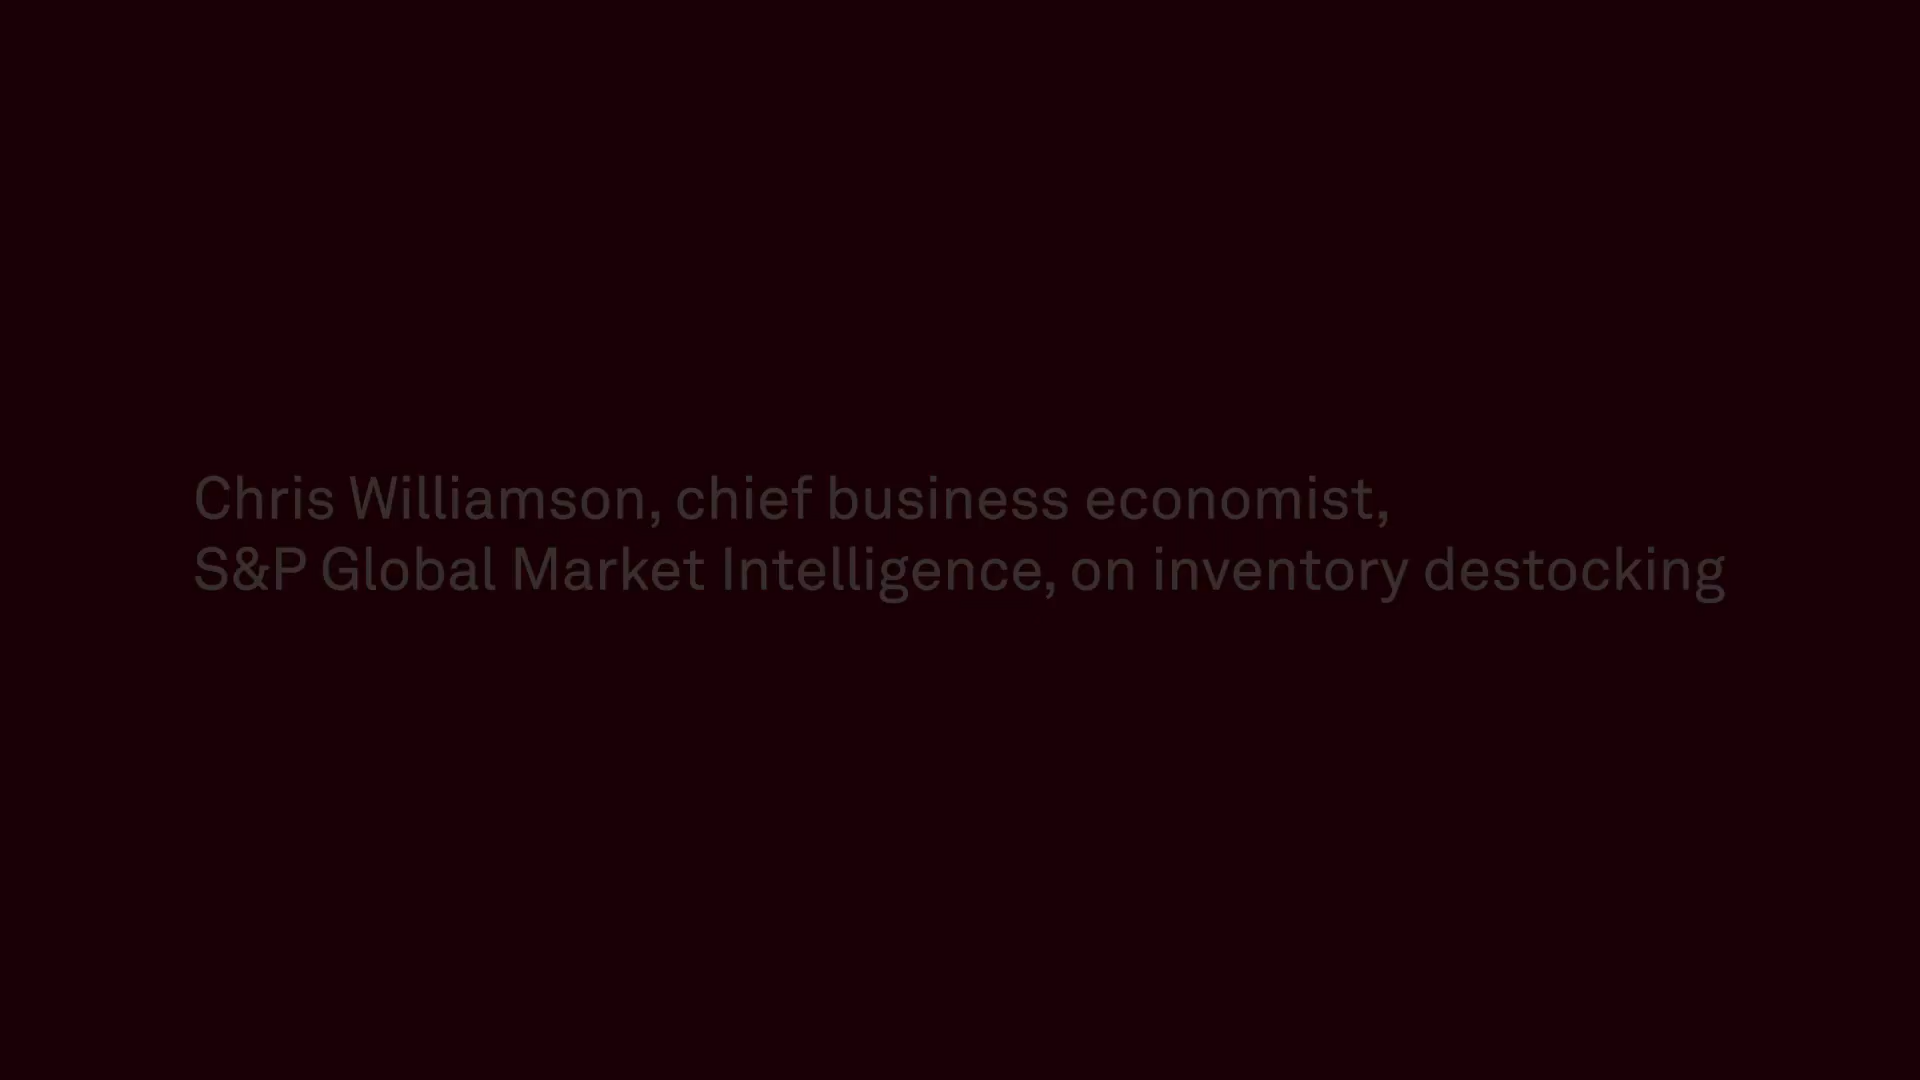 Chris Williamson, chief business economist,
S&P Global Market Intelligence, on inventory destocking